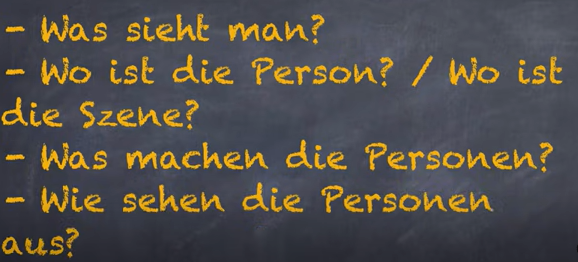 - Was sieht man?
- Wo ist die Person? / Wo ist
die Szene?
- Was machen die Personen?
- Wie sehen die Personen
aus?